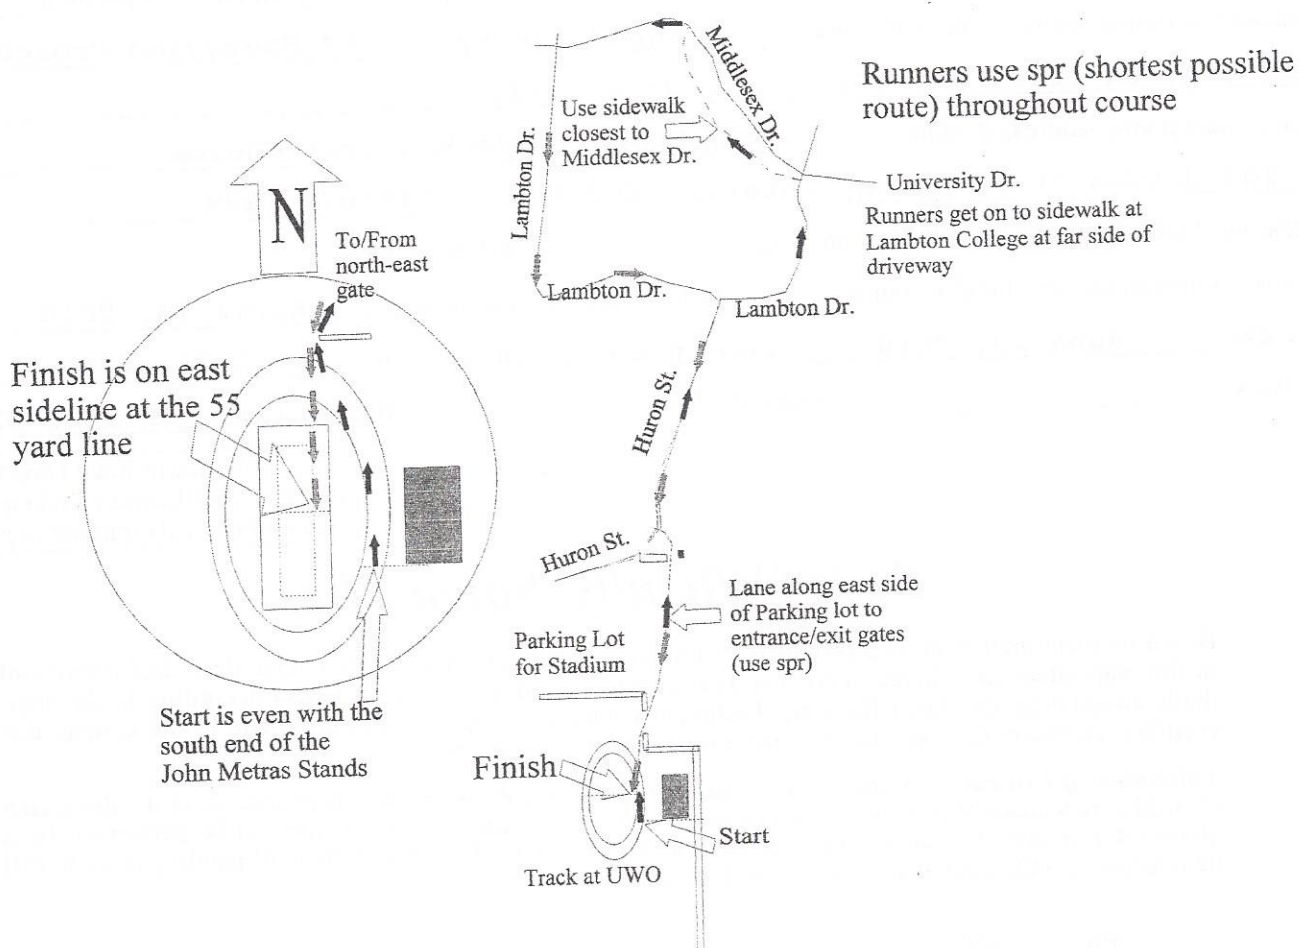 Runners use spr (shortest possible
route) throughout course
Middlesex Dr.
Use sidewalk
closest to
Middlesex Dr.
Lambton Dr.
University Dr.
Runners get on to sidewalk at
Lambton College at far side of
driveway
N
To/From
north-east
gate
Lambton Dr.
Lambton Dr.
Finish is on east
sideline at the 55
yard line
Huron St.
Huron St.
Lane along east side
of Parking lot to
entrance/exit gates
(use spr)
Parking Lot
for Stadium
Start is even with the
south end of the
John Metras Stands
Finish
Start
Track at UWO